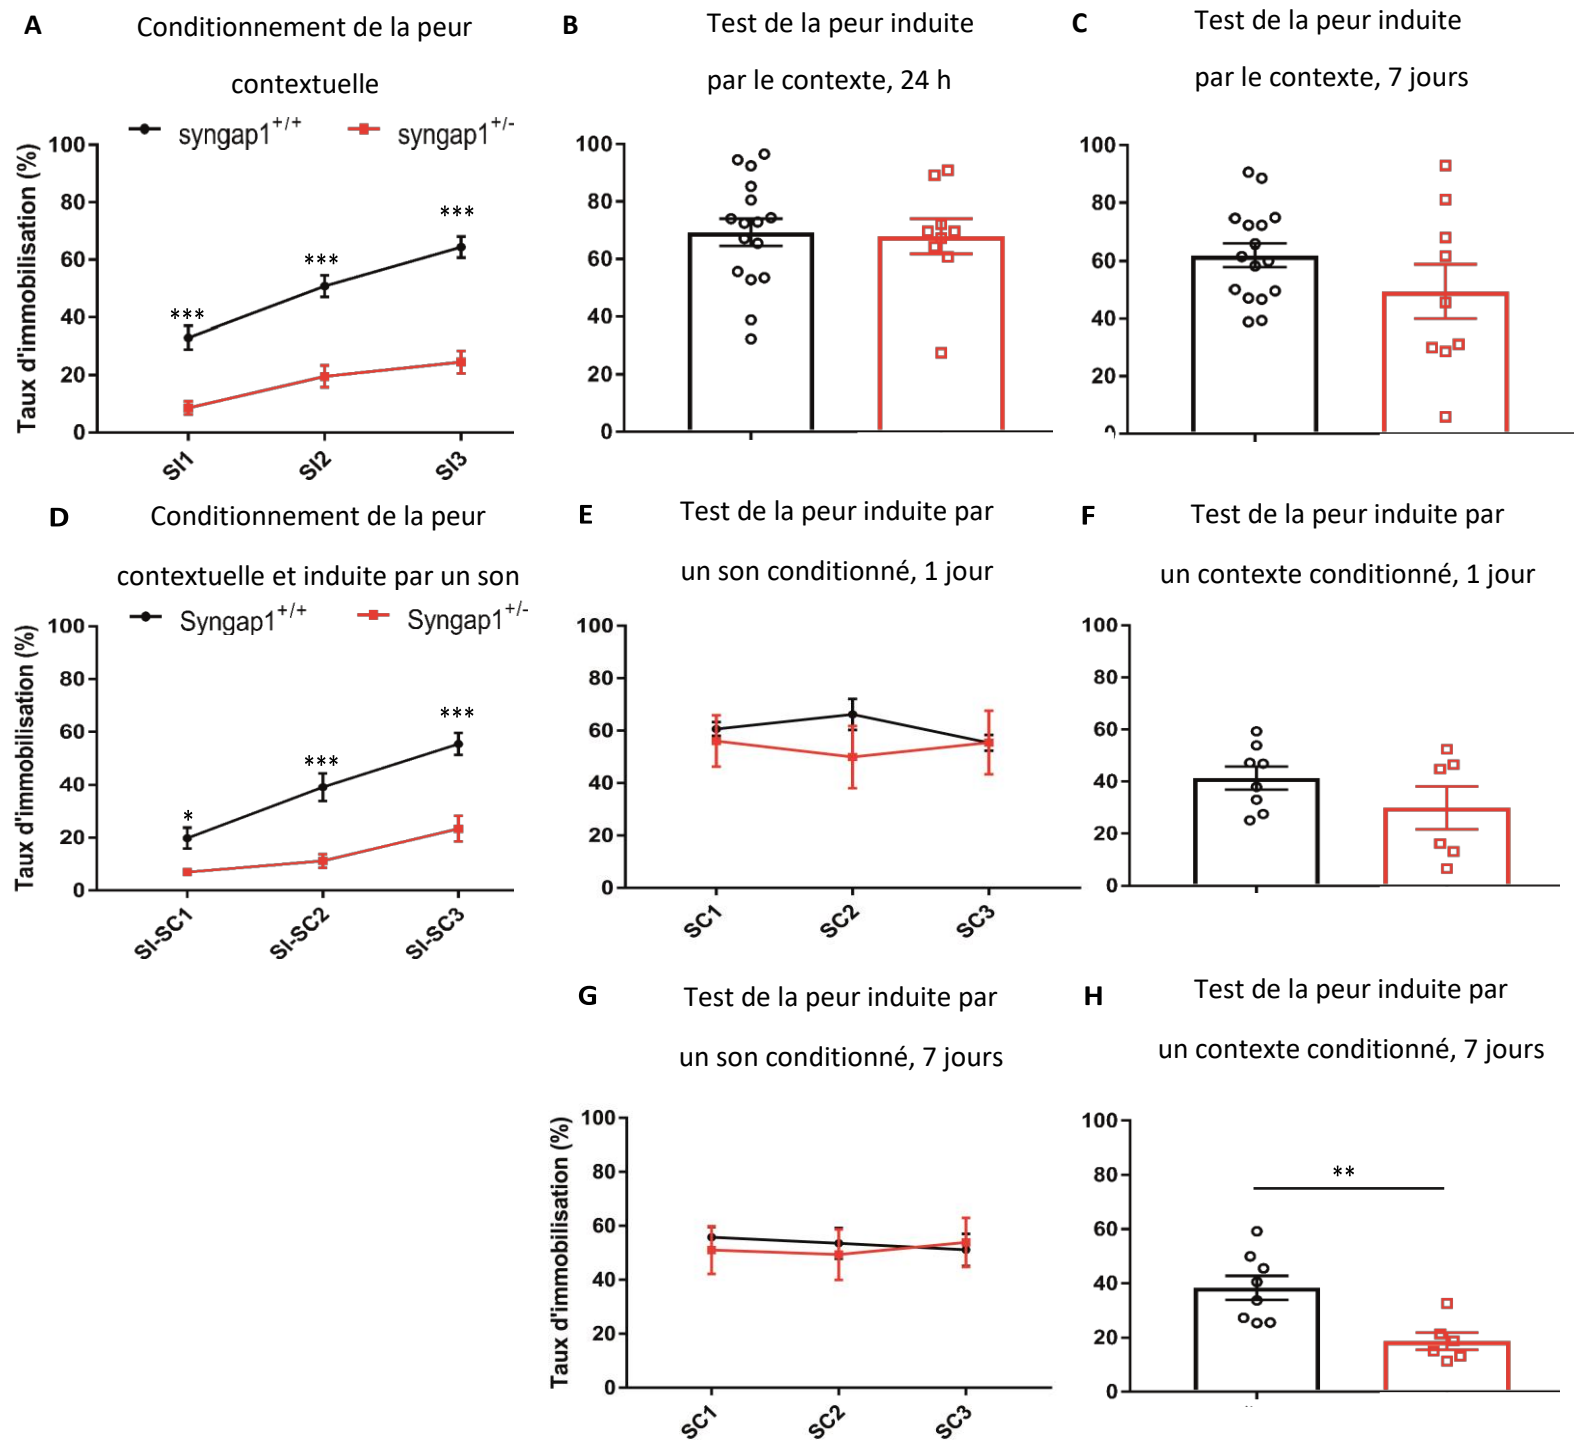 A
Conditionnement de la peur
contextuelle
syngap1+/+
syngap1+/-
Taux d'immobilisation (%)
100
80
60
40
20
0
***
***
***
SI1
SI2
SI3
B
Test de la peur induite
par le contexte, 24 h
100
80
60
40
20
0
C
Test de la peur induite
par le contexte, 7 jours
100
80
60
40
20
D
Conditionnement de la peur
contextuelle et induite par un son
Syngap1+/+
Syngap1+/-
Taux d'immobilisation (%)
100
80
60
40
20
0
*
***
***
SI-SC1
SI-SC2
SI-SC3
E
Test de la peur induite par
un son conditionné, 1 jour
100
80
60
40
20
0
SC1
SC2
SC3
F
Test de la peur induite par
un contexte conditionné, 1 jour
100
80
60
40
20
0
G
Test de la peur induite par
un son conditionné, 7 jours
Taux d'immobilisation (%)
100
80
60
40
20
0
SC1
SC2
SC3
H
Test de la peur induite par
un contexte conditionné, 7 jours
100
80
60
40
20
0
**